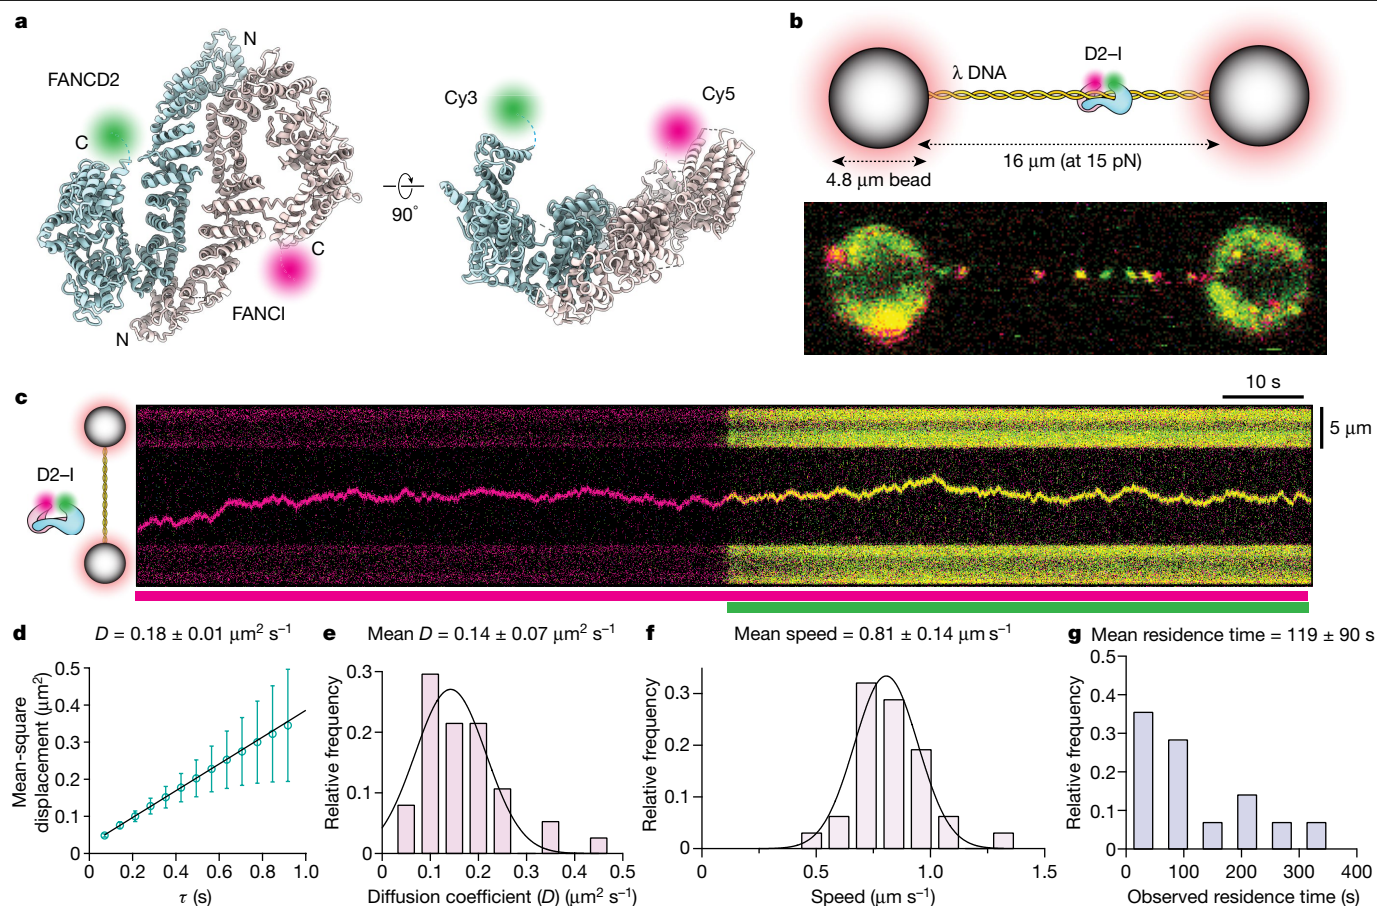 a
N
FANCD2
C
C
FANCI
N
90°
Cy3
Cy5
b
D2–I
λ DNA
16 μm (at 15 pN)
4.8 μm bead
c
10 s
5 μm
D2–I
d
D = 0.18 ± 0.01 μm² s⁻¹
Mean-square
displacement (μm²)
0.5
0.4
0.3
0.2
0.1
0
0 0.2 0.4 0.6 0.8 1.0
τ (s)
e
Mean D = 0.14 ± 0.07 μm² s⁻¹
Relative frequency
0.3
0.2
0.1
0
0 0.1 0.2 0.3 0.4 0.5
Diffusion coefficient (D) (μm² s⁻¹)
f
Mean speed = 0.81 ± 0.14 μm s⁻¹
Relative frequency
0.3
0.1
0
0 0.5 1.0 1.5
Speed (μm s⁻¹)
g
Mean residence time = 119 ± 90 s
Relative frequency
0.5
0.4
0.2
0.1
0
0 100 200 300 400
Observed residence time (s)